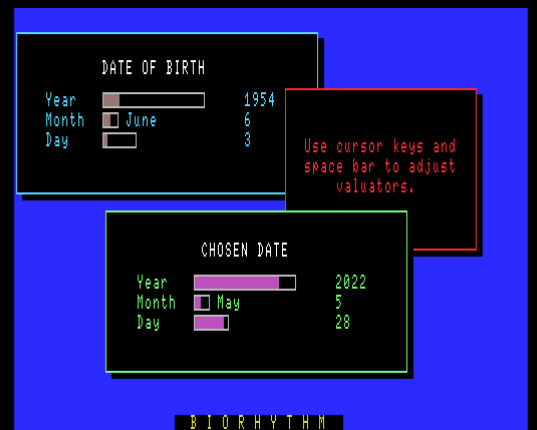 DATE OF BIRTH
Year 1954
Month June 6
Day 3
Use cursor keys and
space bar to adjust
valuators.
CHOSEN DATE
Year 2022
Month May 5
Day 28
B I O R H Y T H M